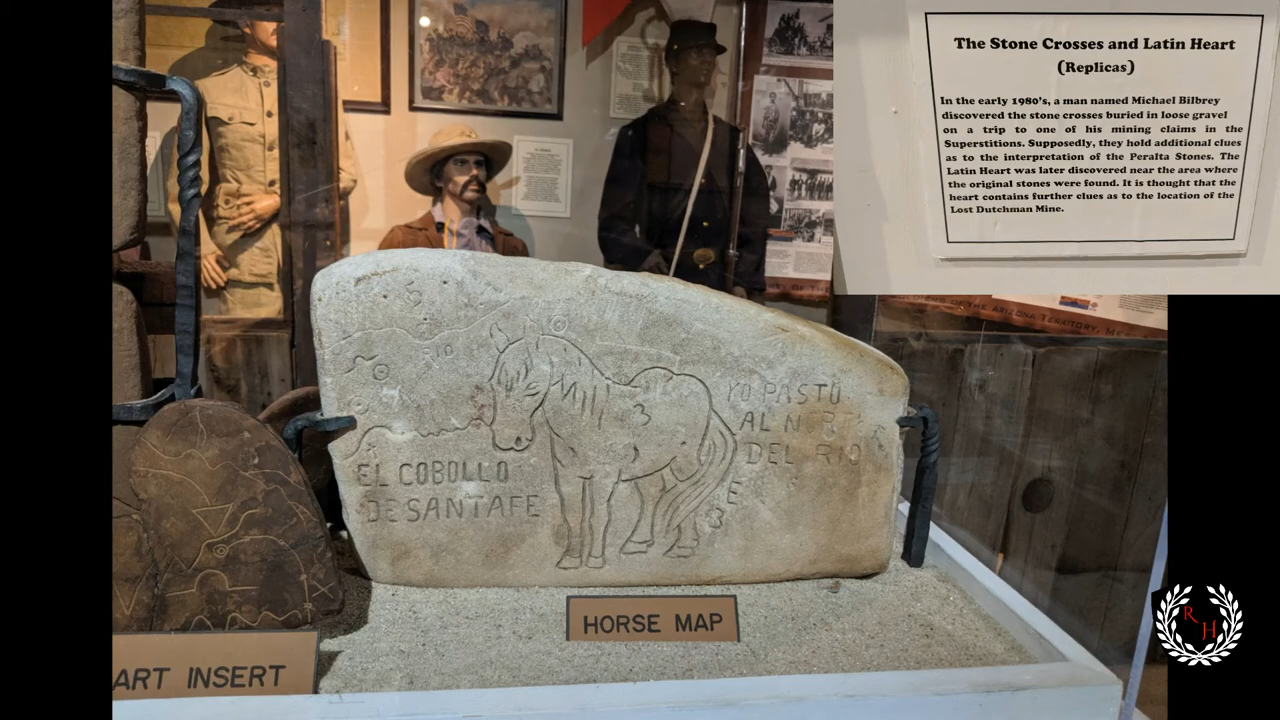 The Stone Crosses and Latin Heart
(Replicas)
In the early 1980's, a man named Michael Bilbrey
discovered the stone crosses buried in loose gravel
on a trip to one of his mining claims in the
Superstitions. Supposedly, they hold additional clues
as to the interpretation of the Peralta Stones. The
Latin Heart was later discovered near the area where
the original stones were found. It is thought that the
heart contains further clues as to the location of the
Lost Dutchman Mine.
5
RIO
3
YO PASTO
AL NORTE
DEL RIO
EL COBOLLO
DESANTAFE
E
3
HORSE MAP
ART INSERT
R H